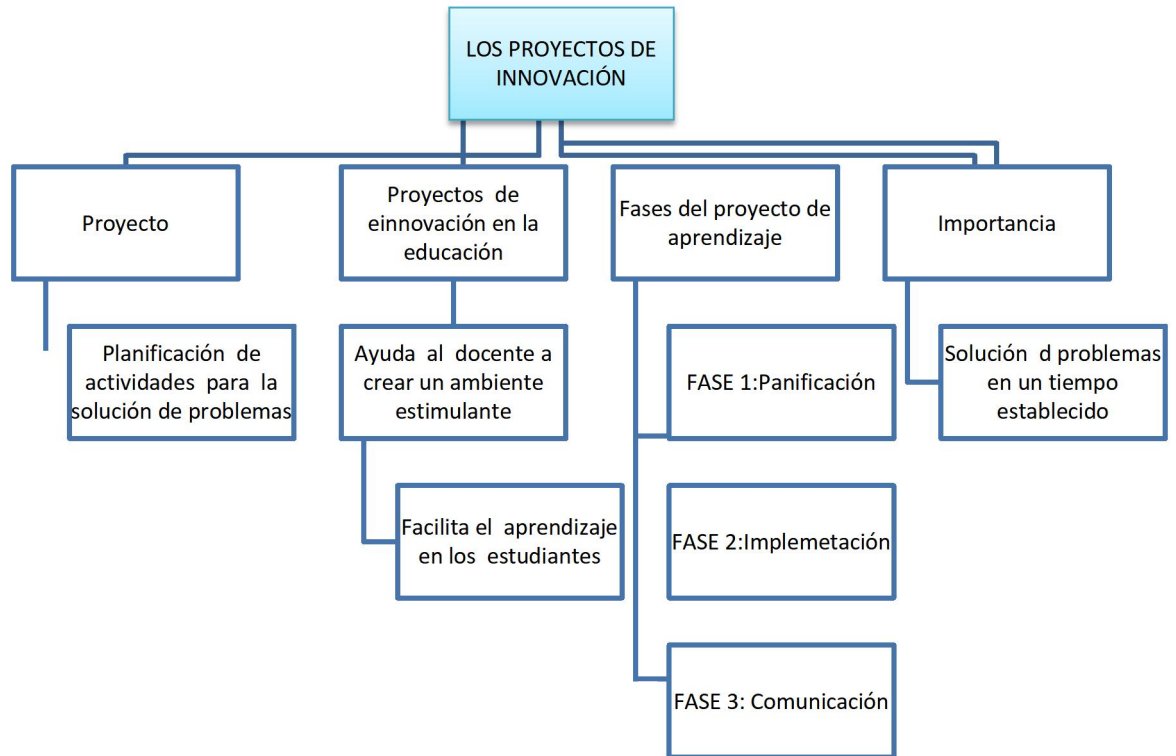 LOS PROYECTOS DE
INNOVACIÓN
Proyecto
Proyectos de
einnovación en la
educación
Fases del proyecto de
aprendizaje
Importancia
Planificación de
actividades para la
solución de problemas
Ayuda al docente a
crear un ambiente
estimulante
FASE 1:Panificación
Solución d problemas
en un tiempo
establecido
Facilita el aprendizaje
en los estudiantes
FASE 2:Implemetación
FASE 3: Comunicación